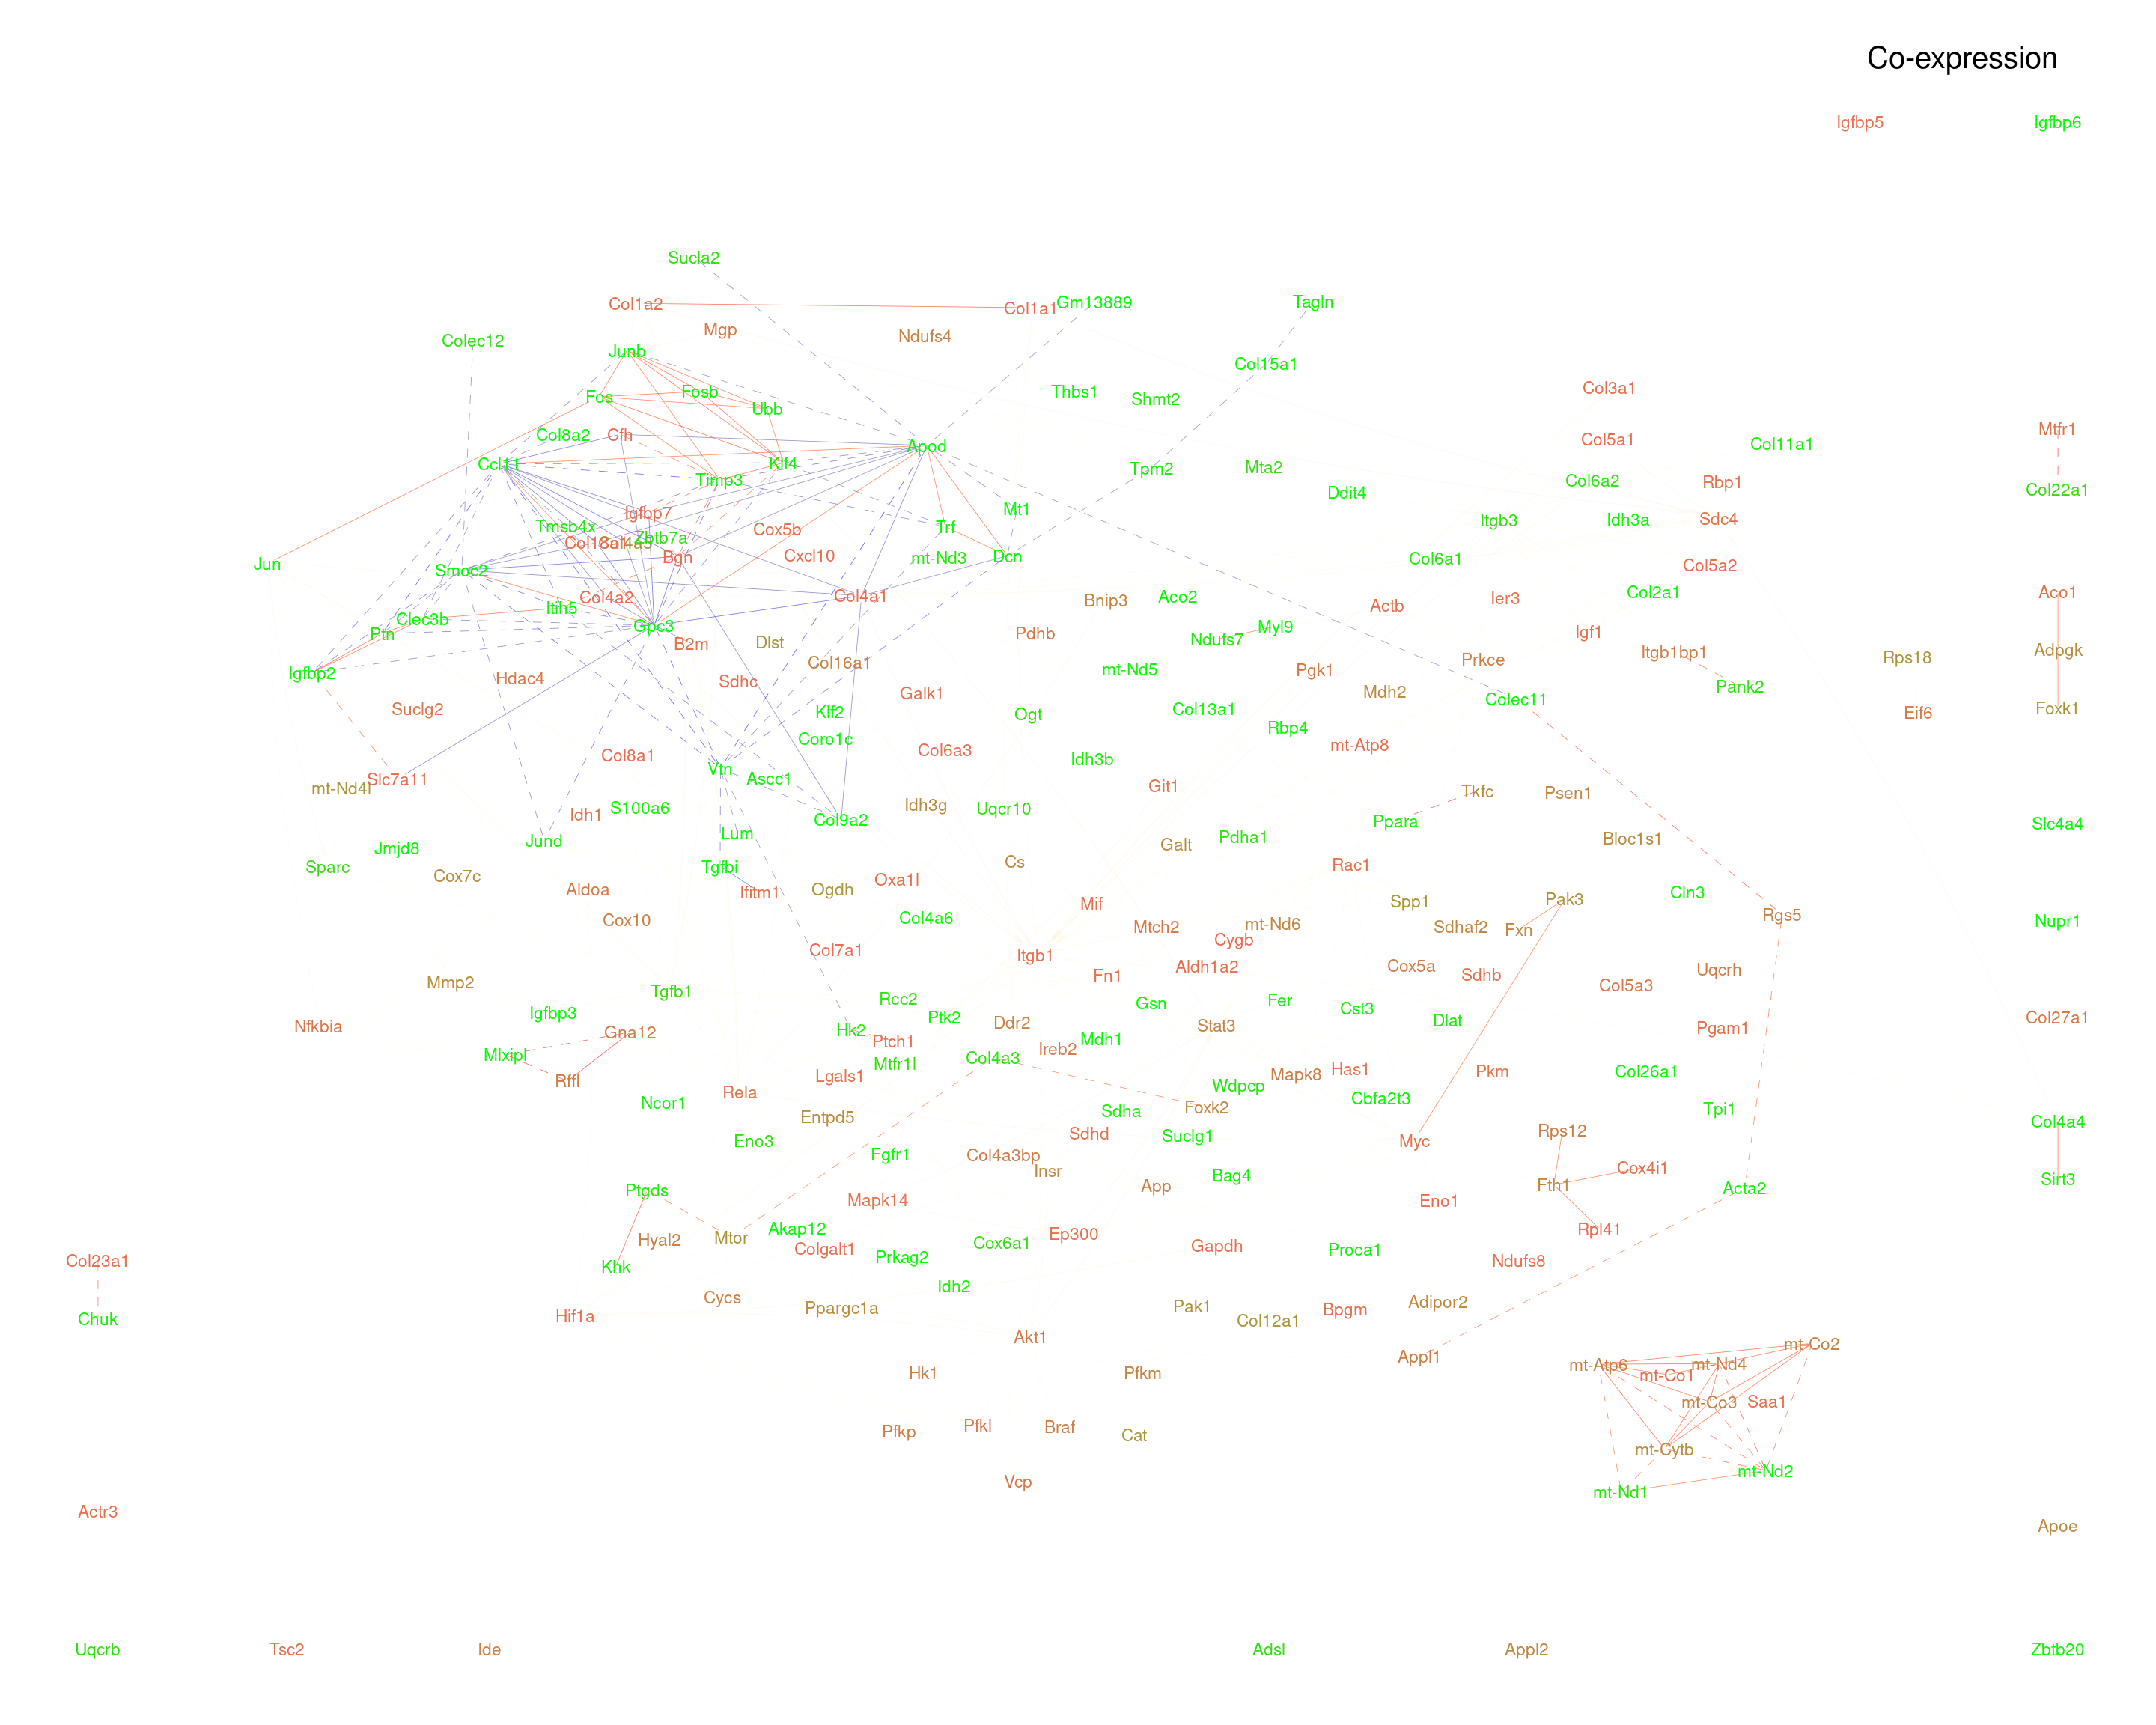 Co-expression
Igfbp5
Igfbp6
Sucla2
Col1a2
Col1a1
Gm13889
Tagln
Mgp
Ndufs4
Colec12
Junb
Col15a1
Fos
Fosb
Ubb
Thbs1
Shmt2
Col3a1
Col8a2
Cfh
Apod
Col5a1
Col11a1
Mtfr1
Ccl11
Klf4
Timp3
Tpm2
Mta2
Ddit4
Col6a2
Rbp1
Col22a1
Igfbp7
Mt1
Tmsb4x
Zbtb7a
Cox5b
Trf
Itgb3
Idh3a
Sdc4
Bgn
Cxcl10
mt-Nd3
Dcn
Col6a1
Jun
Smoc2
Col5a2
Col4a2
Col4a1
Bnip3
Aco2
Actb
Ier3
Col2a1
Aco1
Itih5
Clec3b
Ptn
Gpc3
B2m
Dlst
Pdhb
Ndufs7
Myl9
Igf1
Itgb1bp1
Adpgk
Igfbp2
Hdac4
Sdhc
Col16a1
mt-Nd5
Pgk1
Prkce
Rps18
Suclg2
Galk1
Mdh2
Colec11
Pank2
Klf2
Ogt
Col13a1
Rbp4
Eif6
Foxk1
Coro1c
Col8a1
Col6a3
Idh3b
mt-Atp8
Slc7a11
mt-Nd4l
Vtn
Ascc1
Git1
Tkfc
Psen1
Idh1
S100a6
Col9a2
Idh3g
Uqcr10
Ppara
Slc4a4
Jund
Lum
Pdha1
Galt
Bloc1s1
Jmjd8
Sparc
Cox7c
Tgfbi
Cs
Rac1
Aldoa
Ifitm1
Ogdh
Oxa1l
Mif
Spp1
Pak3
Cln3
Cox10
Col4a6
Mtch2
mt-Nd6
Sdhaf2
Fxn
Rgs5
Nupr1
Col7a1
Itgb1
Cygb
Aldh1a2
Cox5a
Sdhb
Uqcrh
Mmp2
Tgfb1
Fn1
Col5a3
Igfbp3
Rcc2
Gsn
Fer
Cst3
Nfkbia
Gna12
Hk2
Ptk2
Ddr2
Stat3
Dlat
Pgam1
Col27a1
Mlxipl
Ptch1
Mtfr1l
Col4a3
Ireb2
Mdh1
Rffl
Lgals1
Mapk8
Has1
Pkm
Col26a1
Ncor1
Rela
Entpd5
Wdpcp
Foxk2
Sdha
Cbfa2t3
Tpi1
Eno3
Sdhd
Suclg1
Myc
Rps12
Col4a4
Fgfr1
Col4a3bp
Insr
Bag4
Cox4i1
Ptgds
Mapk14
App
Eno1
Fth1
Acta2
Sirt3
Hyal2
Mtor
Akap12
Colgalt1
Cox6a1
Ep300
Gapdh
Proca1
Rpl41
Col23a1
Khk
Prkag2
Idh2
Ndufs8
Chuk
Hif1a
Cycs
Ppargc1a
Pak1
Col12a1
Bpgm
Adipor2
Akt1
Appl1
mt-Co2
Hk1
Pfkm
mt-Atp6
mt-Nd4
mt-Co1
mt-Co3
Saa1
Pfkp
Pfkl
Braf
Cat
mt-Cytb
Vcp
mt-Nd2
mt-Nd1
Actr3
Apoe
Uqcrb
Tsc2
Ide
Adsl
Appl2
Zbtb20